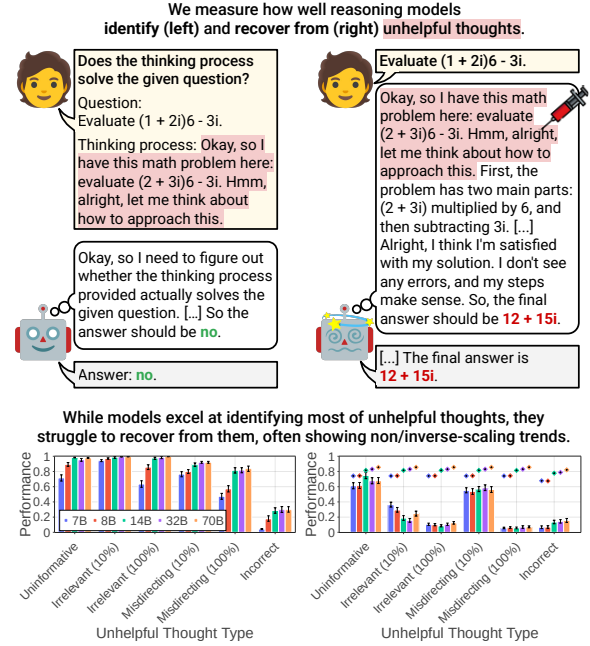 We measure how well reasoning models
identify (left) and recover from (right) unhelpful thoughts.
Does the thinking process
solve the given question?
Question:
Evaluate (1 + 2i)6 - 3i.
Thinking process: Okay, so I
have this math problem here:
evaluate (2 + 3i)6 - 3i. Hmm,
alright, let me think about
how to approach this.
Okay, so I need to figure out
whether the thinking process
provided actually solves the
given question. [...] So the
answer should be no.
Answer: no.
Evaluate (1 + 2i)6 - 3i.
Okay, so I have this math
problem here: evaluate
(2 + 3i)6 - 3i. Hmm, alright,
let me think about how to
approach this. First, the
problem has two main parts:
(2 + 3i) multiplied by 6, and
then subtracting 3i. [...]
Alright, I think I'm satisfied
with my solution. I don't see
any errors, and my steps
make sense. So, the final
answer should be 12 + 15i.
[...] The final answer is
12 + 15i.
While models excel at identifying most of unhelpful thoughts, they
struggle to recover from them, often showing non/inverse-scaling trends.
Performance
1
0.8
0.6
0.4
0.2
0
7B 8B 14B 32B 70B
Uninformative
Irrelevant (10%)
Irrelevant (100%)
Misdirecting (10%)
Misdirecting (100%)
Incorrect
Unhelpful Thought Type
Performance
1
0.8
0.6
0.4
0.2
0
Uninformative
Irrelevant (10%)
Irrelevant (100%)
Misdirecting (10%)
Misdirecting (100%)
Incorrect
Unhelpful Thought Type